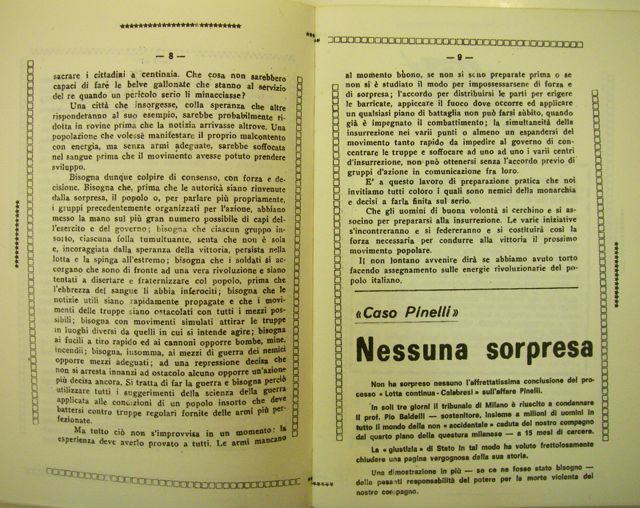 — 8 —
sacrare i cittadini a centinaia. Che cosa non sarebbero
capaci di fare le belve gallonate che stanno al servizio
del re quando un pericolo serio li minacciasse?
Una città che insorgesse, colla speranza che altre
risponderanno al suo esempio, sarebbe probabilmente ri-
dotta in rovine prima che la notizia arrivasse altrove. Una
popolazione che volesse manifestare il proprio malcontento
con energia, ma senza armi adeguate, sarebbe soffocata
nel sangue prima che il movimento avesse potuto prendere
sviluppo.
Bisogna dunque colpire di consenso, con forza e de-
cisione. Bisogna che, prima che le autorità siano rinvenute
dalla sorpresa, il popolo o, per parlare più propriamente,
i gruppi precedentemente organizzati per l'azione, abbiano
messo la mano sul più gran numero possibile di capi del-
l'esercito e del governo; bisogna che ciascun gruppo in-
sorto, ciascuna folla tumultuante, senta che non è sola
e, incoraggiata dalla speranza della vittoria, persista nella
lotta e la spinga all'estremo; bisogna che i soldati si ac-
corgano che sono di fronte ad una vera rivoluzione e siano
tentati a disertare e fraternizzare col popolo, prima che
l'ebbrezza del sangue li abbia inferociti; bisogna che le
notizie utili siano rapidamente propagate e che i movi-
menti delle truppe siano ostacolati con tutti i mezzi pos-
sibili; bisogna con movimenti simulati attirar le truppe
in luoghi diversi da quelli in cui si intende agire; bisogna
ai fucili a tiro rapido ed ai cannoni opporre bombe, mine,
incendii; bisogna, insomma, ai mezzi di guerra dei nemici
opporre mezzi adeguati; ad una repressione decisa che
non si arresta innanzi ad ostacolo alcuno opporre un'azione
più decisa ancora. Si tratta di far la guerra e bisogna perciò
utilizzare tutti i suggerimenti della scienza della guerra
applicata alle condizioni di un popolo insorto che deve
battersi contro truppe regolari fornite delle armi più per-
fezionate.
Ma tutto ciò non s'improvvisa in un momento: la
esperienza deve averlo provato a tutti. Le armi mancano
— 9 —
al momento buono, se non si sono preparate prima o se
non si è studiato il modo per impossessarsene di forza e
di sorpresa; l'accordo per distribuirsi le parti per erigere
le barricate, appiccare il fuoco dove occorre ed applicare
un qualsiasi piano di battaglia non può farsi subito, quando
già è impegnato il combattimento; la simultaneità della
insurrezione nei varii punti o almeno un espandersi del
movimento tanto rapido da impedire al governo di con-
centrare le truppe e soffocare ad uno ad uno i varii centri
d'insurrezione, non può ottenersi senza l'accordo previo di
gruppi d'azione in comunicazione fra loro.
E' a questo lavoro di preparazione pratica che noi
invitiamo tutti coloro i quali sono nemici della monarchia
e decisi a farla finita sul serio.
Che gli uomini di buona volontà si cerchino e si as-
socino per prepararsi alla insurrezione. Le varie iniziative
s'incontreranno e si federeranno e si costituirà così la
forza necessaria per condurre alla vittoria il prossimo
movimento popolare.
Il non lontano avvenire dirà se abbiamo avuto torto
facendo assegnamento sulle energie rivoluzionarie del po-
polo italiano.
«Caso Pinelli»
Nessuna sorpresa
Non ha sorpreso nessuno l'affrettatissima conclusione del pro-
cesso « Lotta continua - Calabresi » sull'affare Pinelli.
In soli tre giorni il tribunale di Milano è riuscito a condannare
il prof. Pio Baldelli — sostenitore, insieme a milioni di uomini in
tutto il mondo della non « accidentale » caduta del nostro compagno
dal quarto piano della questura milanese — a 15 mesi di carcere.
La « giustizia » di Stato in tal modo ha voluto frettolosamente
chiudere una pagina vergognosa della sua storia.
Una dimostrazione in più — se ce ne fosse stato bisogno —
delle pesanti responsabilità del potere per la morte violenta del
nostro compagno.